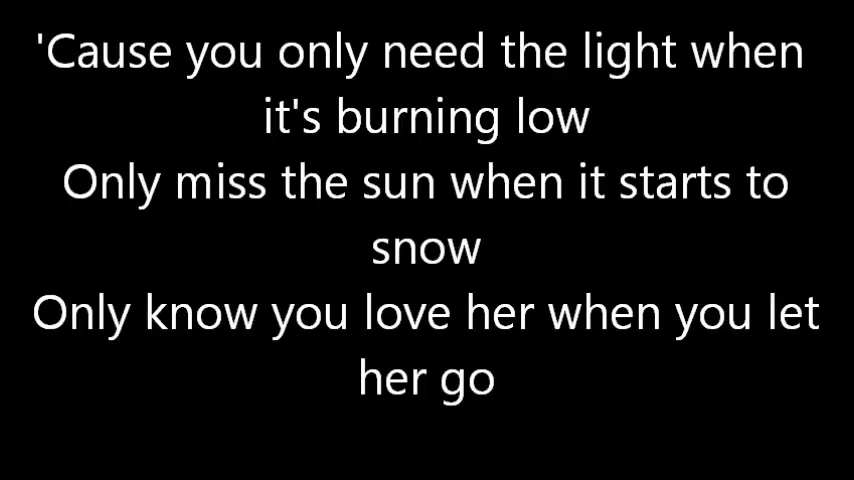 'Cause you only need the light when
it's burning low
Only miss the sun when it starts to
snow
Only know you love her when you let
her go